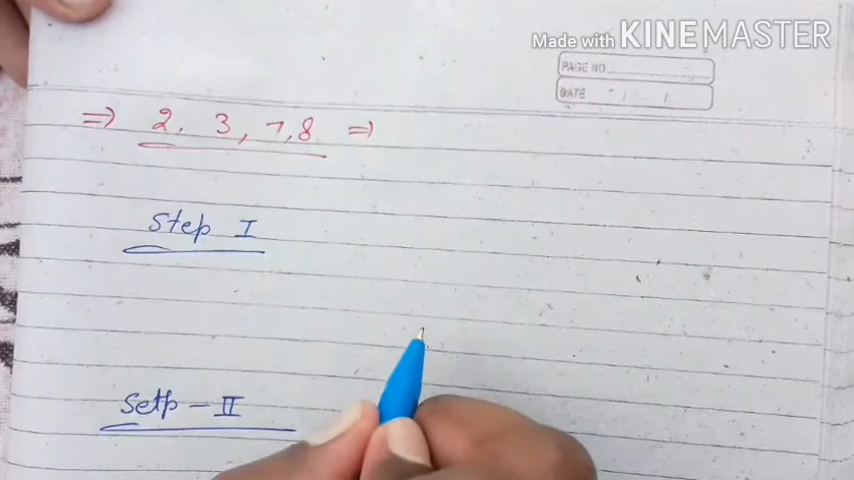 Made with KINEMASTER
PAGE NO.
DATE / /
⇒ 2, 3, 7, 8 ⇒
Step I
Setp - II